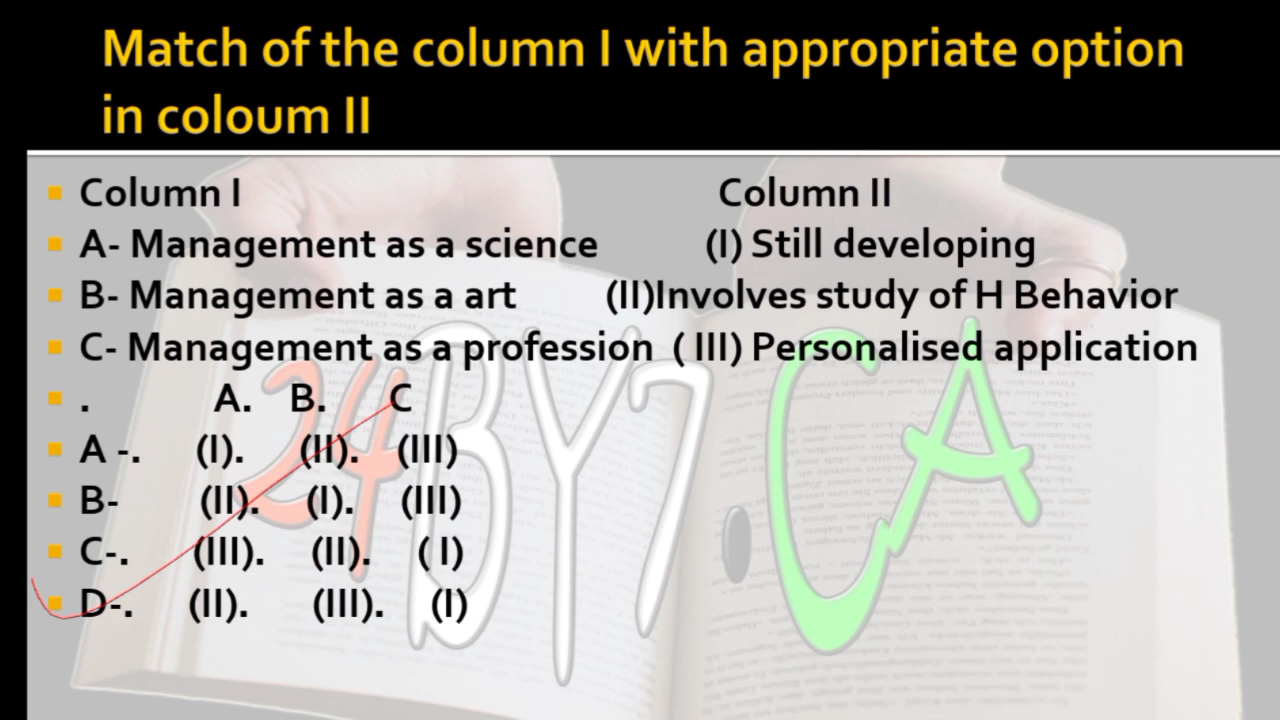 Match of the column I with appropriate option
in coloum II
Column I Column II
A- Management as a science (I) Still developing
B- Management as a art (II)Involves study of H Behavior
C- Management as a profession ( III) Personalised application
. A. B. C
A -. (I). (II). (III)
B- (II). (I). (III)
C-. (III). (II). ( I)
D-. (II). (III). (I)
24BY7.CA